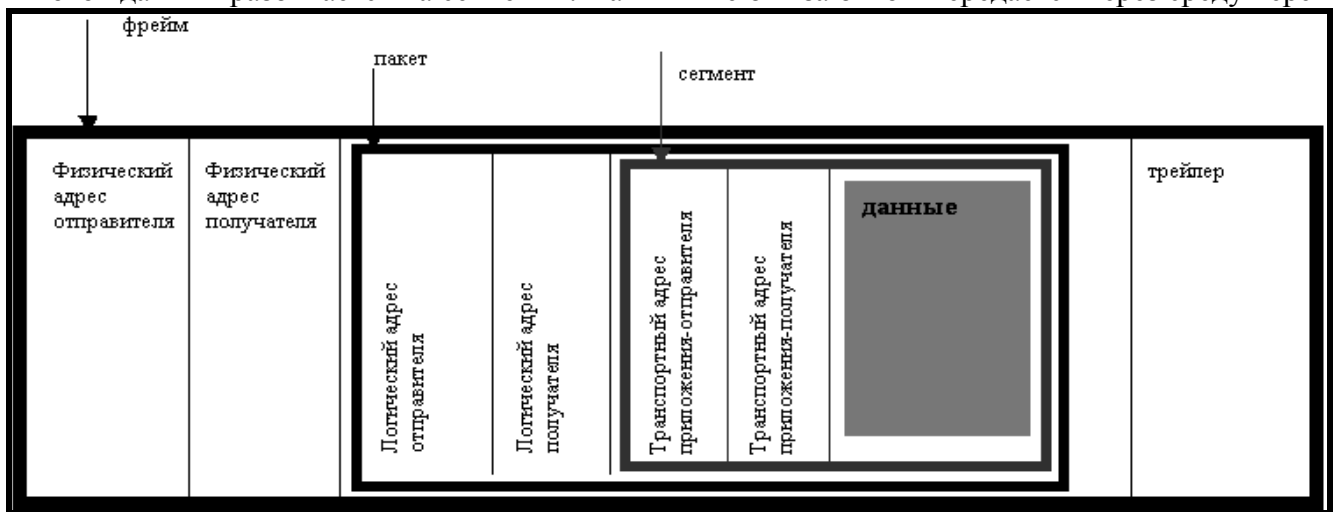 фрейм
пакет
сегмент
Физический
адрес
отправителя
Физический
адрес
получателя
Логический адрес
отправителя
Логический адрес
получателя
Транспортный адрес
приложения-отправителя
Транспортный адрес
приложения-получателя
данные
трейлер